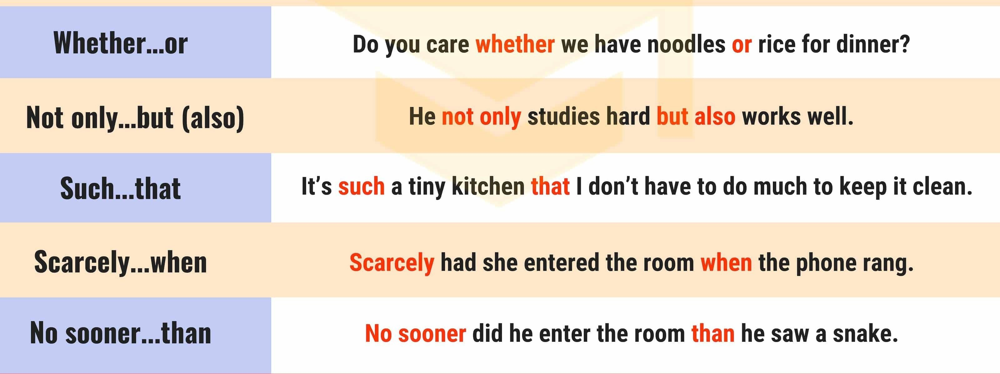 Whether...or
Do you care whether we have noodles or rice for dinner?
Not only...but (also)
He not only studies hard but also works well.
Such...that
It’s such a tiny kitchen that I don’t have to do much to keep it clean.
Scarcely...when
Scarcely had she entered the room when the phone rang.
No sooner...than
No sooner did he enter the room than he saw a snake.